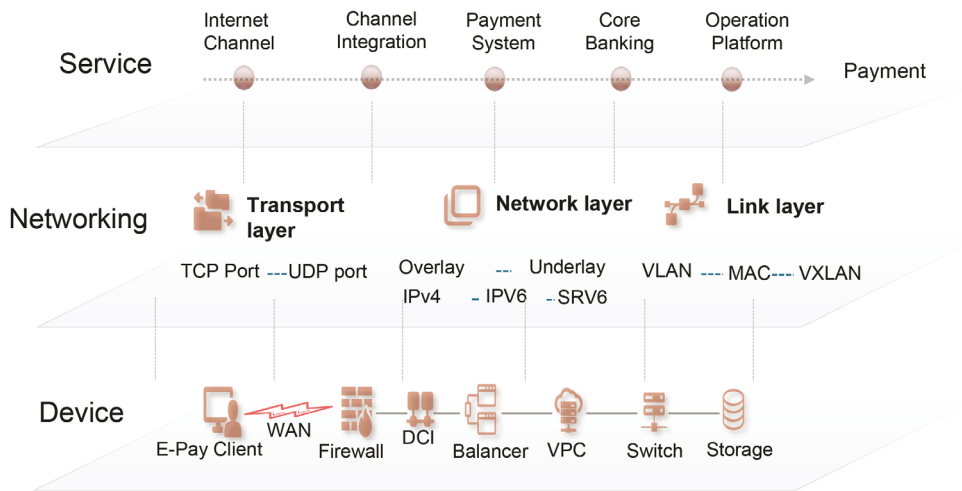 Internet
Channel
Channel
Integration
Payment
System
Core
Banking
Operation
Platform
Service
Payment
Networking
Transport
layer
Network layer
Link layer
TCP Port
UDP port
Overlay
Underlay
IPv4
IPV6
SRV6
VLAN
MAC
VXLAN
Device
E-Pay Client
WAN
Firewall
DCI
Balancer
VPC
Switch
Storage